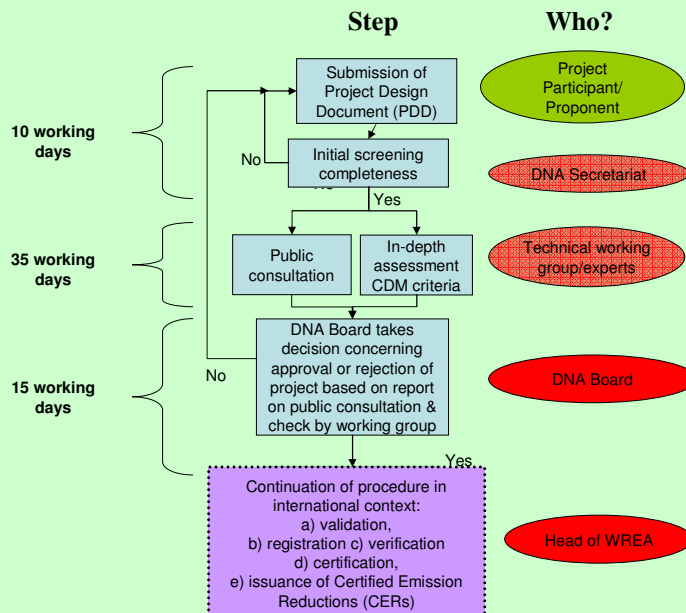 Step
Who?
Submission of
Project Design
Document (PDD)
Project
Participant/
Proponent
10 working
days
No
Initial screening
completeness
No
DNA Secretariat
Yes
35 working
days
Public
consultation
In-depth
assessment
CDM criteria
Technical working
group/experts
15 working
days
No
DNA Board takes
decision concerning
approval or rejection of
project based on report
on public consultation &
check by working group
DNA Board
Yes
Continuation of procedure in
international context:
a) validation,
b) registration c) verification
d) certification,
e) issuance of Certified Emission
Reductions (CERs)
Head of WREA